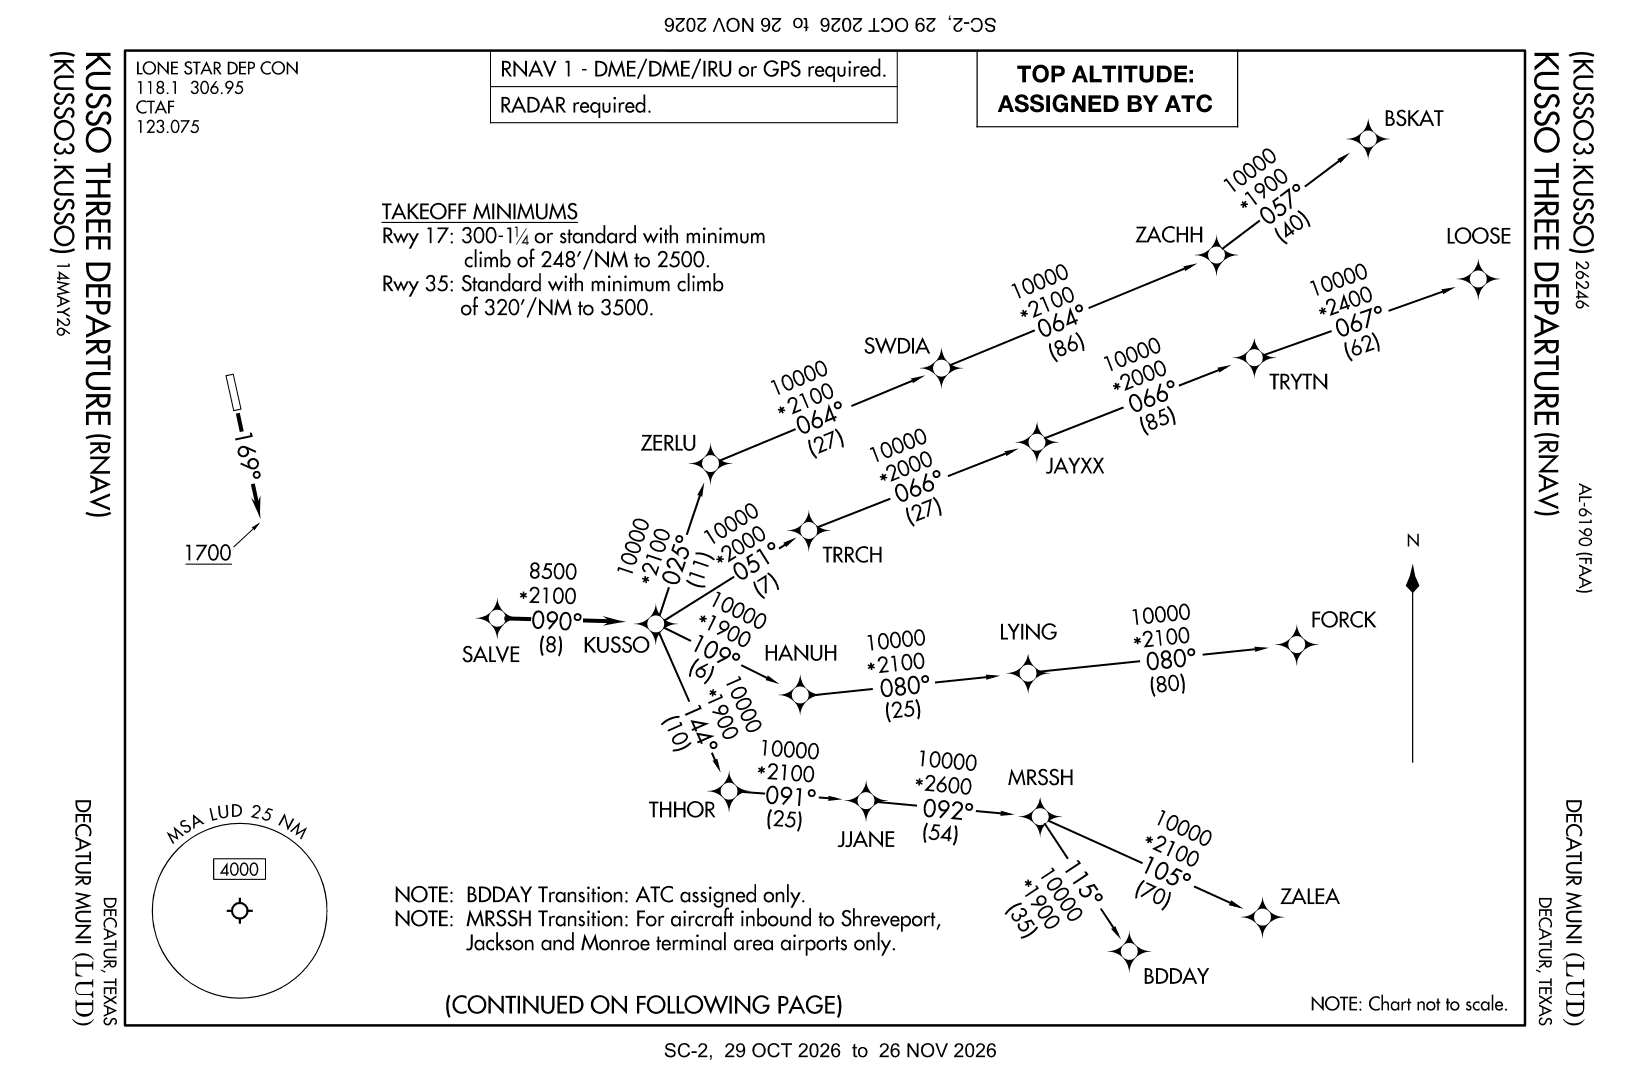 SC-2, 29 OCT 2026 to 26 NOV 2026
(KUSSO3.KUSSO) 14MAY26
KUSSO THREE DEPARTURE (RNAV)
DECATUR MUNI (LUD)
DECATUR, TEXAS
LONE STAR DEP CON
118.1 306.95
CTAF
123.075
RNAV 1 - DME/DME/IRU or GPS required.
RADAR required.
TOP ALTITUDE:
ASSIGNED BY ATC
(KUSSO3.KUSSO) 26246
KUSSO THREE DEPARTURE (RNAV)
AL-6190 (FAA)
DECATUR MUNI (LUD)
DECATUR, TEXAS
TAKEOFF MINIMUMS
Rwy 17: 300-1¼ or standard with minimum
climb of 248'/NM to 2500.
Rwy 35: Standard with minimum climb
of 320'/NM to 3500.
BSKAT
10000
*1900
057°
(40)
ZACHH
LOOSE
10000
*2400
067°
(62)
10000
*2100
064°
(86)
SWDIA
TRYTN
10000
*2000
066°
(85)
10000
*2100
064°
(27)
ZERLU
JAYXX
10000
*2000
066°
(27)
169°
1700
10000
*2100
025°
(11)
10000
*2000
051°
(7)
TRRCH
N
8500
*2100
090°
(8)
SALVE
KUSSO
10000
*1900
109°
(6)
HANUH
10000
*2100
080°
(25)
LYING
10000
*2100
080°
(80)
FORCK
10000
*1900
144°
(10)
THHOR
10000
*2100
091°
(25)
JJANE
10000
*2600
092°
(54)
MRSSH
10000
*2100
105°
(70)
ZALEA
115°
10000
*1900
(35)
BDDAY
MSA LUD 25 NM
4000
NOTE: BDDAY Transition: ATC assigned only.
NOTE: MRSSH Transition: For aircraft inbound to Shreveport,
Jackson and Monroe terminal area airports only.
(CONTINUED ON FOLLOWING PAGE)
NOTE: Chart not to scale.
SC-2, 29 OCT 2026 to 26 NOV 2026